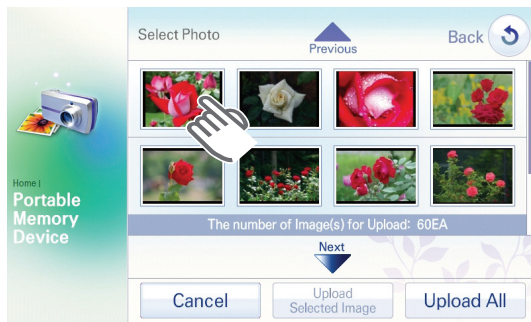 Select Photo
Previous
Back
Home |
Portable
Memory
Device
The number of Image(s) for Upload: 60EA
Next
Cancel
Upload
Selected Image
Upload All